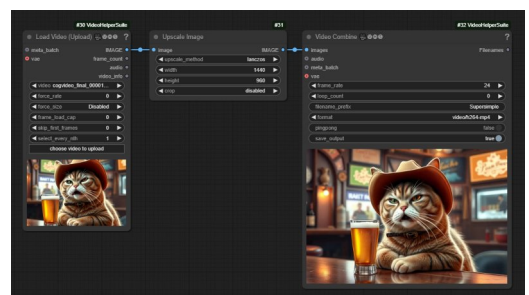 #30 VideoHelperSuite
Load Video (Upload)
?
meta_batch
IMAGE
vae
frame_count
audio
video_info
video cogvideo_final_00001...
force_rate 0
force_size Disabled
frame_load_cap 0
skip_first_frames 0
select_every_nth 1
choose video to upload
#31
Upscale Image
image
IMAGE
upscale_method lanczos
width 1440
height 960
crop disabled
#32 VideoHelperSuite
Video Combine
?
images
Filenames
audio
meta_batch
vae
frame_rate 24
loop_count 0
filename_prefix Supersimple
format video/h264-mp4
pingpong false
save_output true